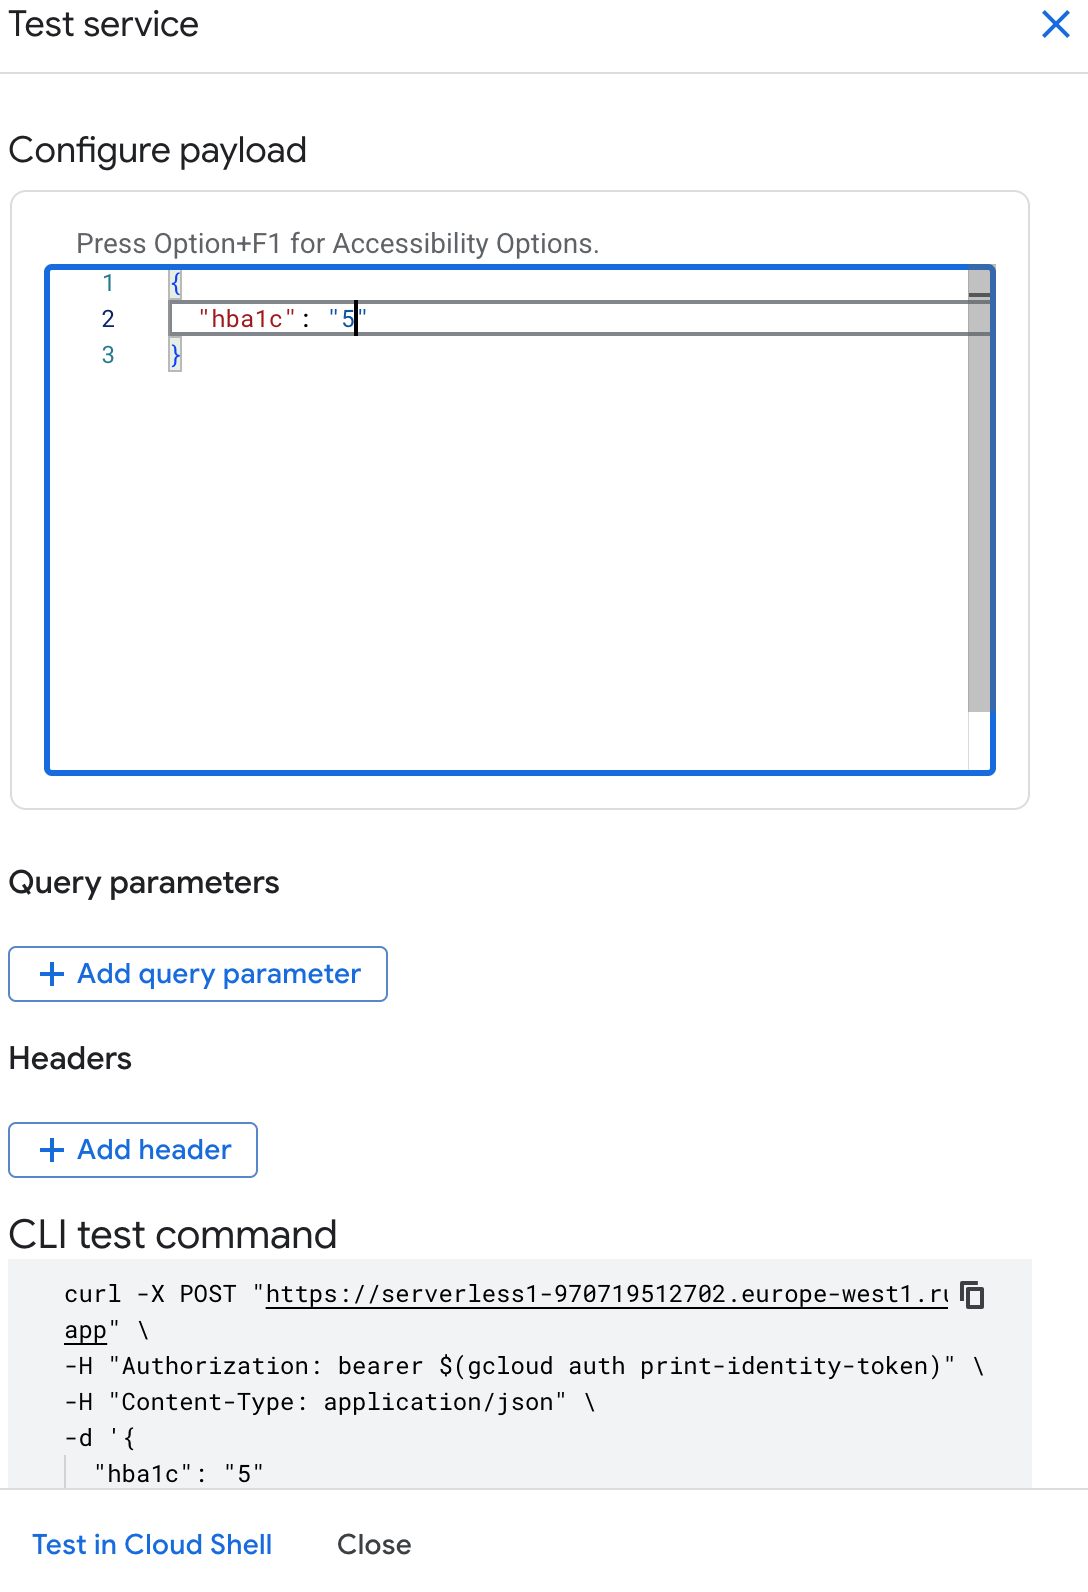 Test service
Configure payload
Press Option+F1 for Accessibility Options.
1 {
2 "hba1c": "5"
3 }
Query parameters
+ Add query parameter
Headers
+ Add header
CLI test command
curl -X POST "https://serverless1-970719512702.europe-west1.ru
app" \
-H "Authorization: bearer $(gcloud auth print-identity-token)" \
-H "Content-Type: application/json" \
-d '{
"hba1c": "5"
Test in Cloud Shell Close